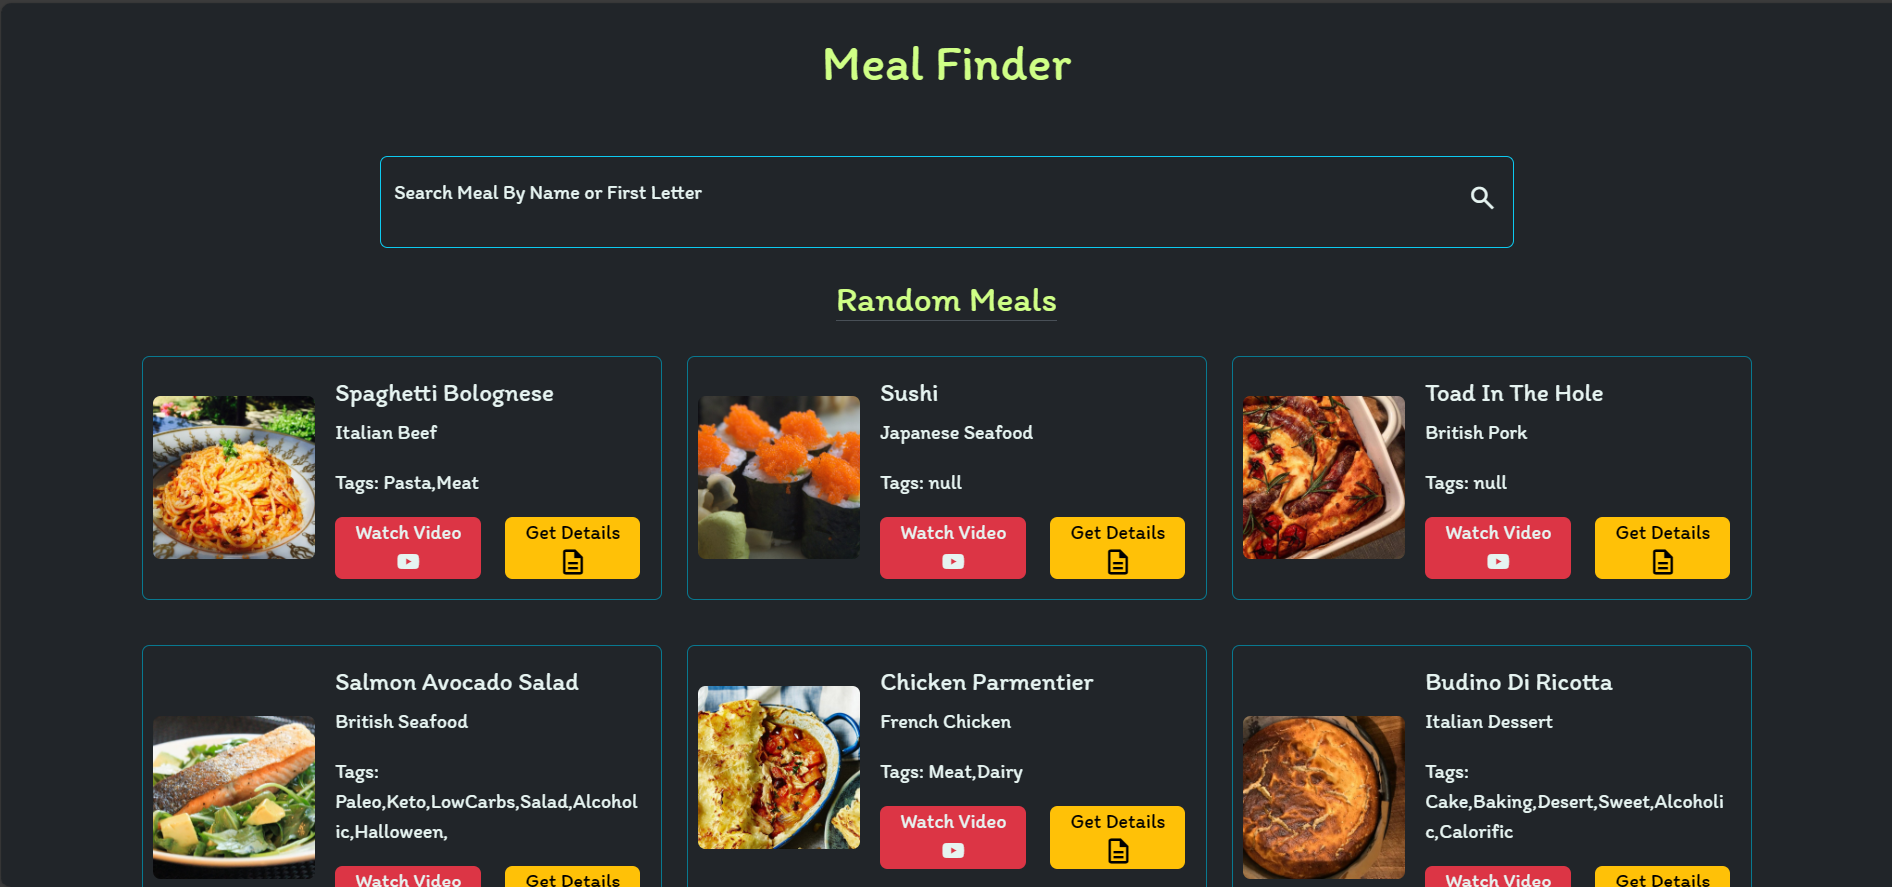 Meal Finder
Search Meal By Name or First Letter
Random Meals
Spaghetti Bolognese
Italian Beef
Tags: Pasta,Meat
Watch Video
Get Details
Sushi
Japanese Seafood
Tags: null
Watch Video
Get Details
Toad In The Hole
British Pork
Tags: null
Watch Video
Get Details
Salmon Avocado Salad
British Seafood
Tags:
Paleo,Keto,LowCarbs,Salad,Alcohol
ic,Halloween,
Watch Video
Get Details
Chicken Parmentier
French Chicken
Tags: Meat,Dairy
Watch Video
Get Details
Budino Di Ricotta
Italian Dessert
Tags:
Cake,Baking,Desert,Sweet,Alcoholi
c,Calorific
Watch Video
Get Details